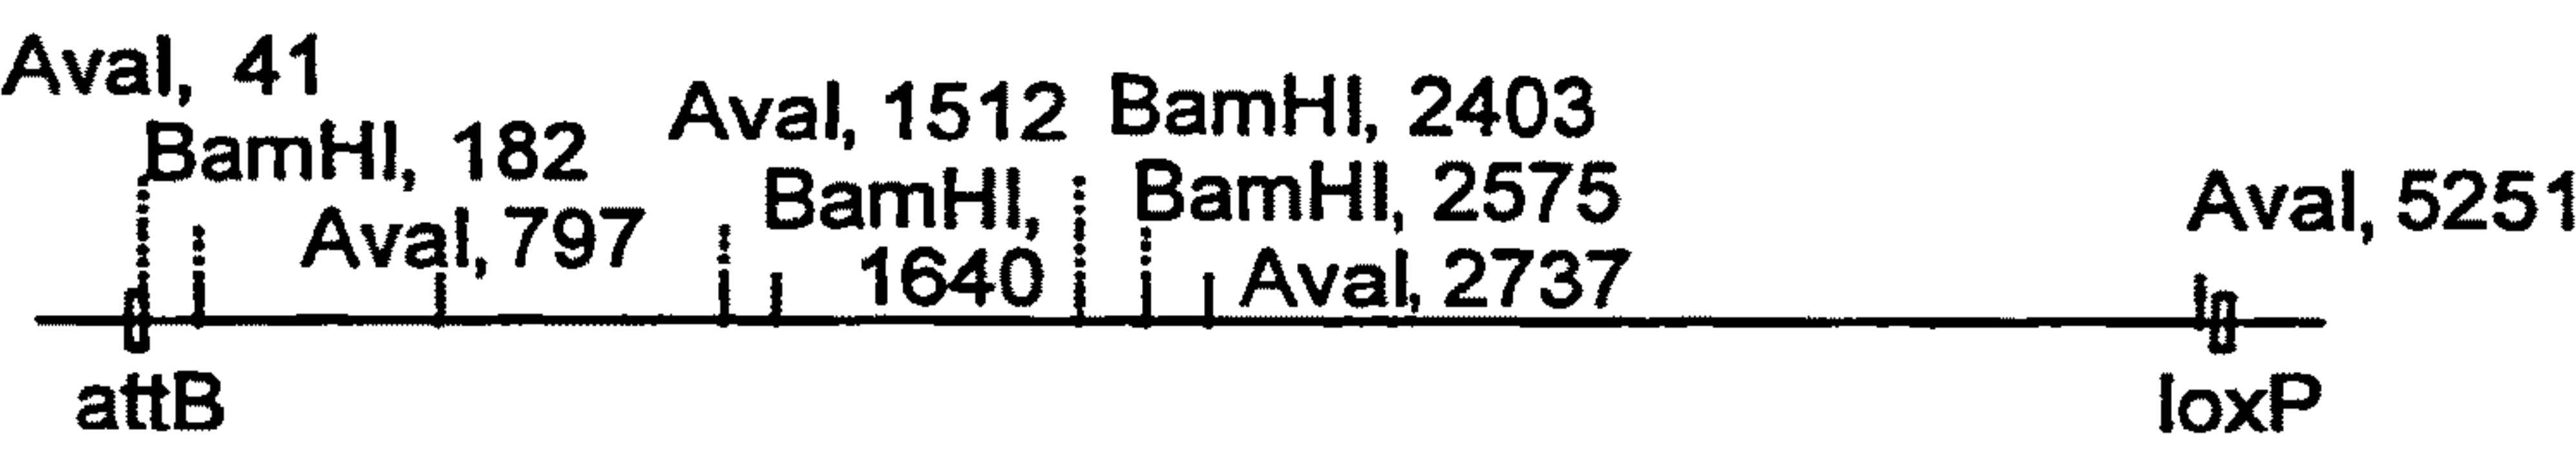 AvaI, 41
BamHI, 182
AvaI, 797
AvaI, 1512
BamHI,
1640
BamHI, 2403
BamHI, 2575
AvaI, 2737
AvaI, 5251
attB
loxP